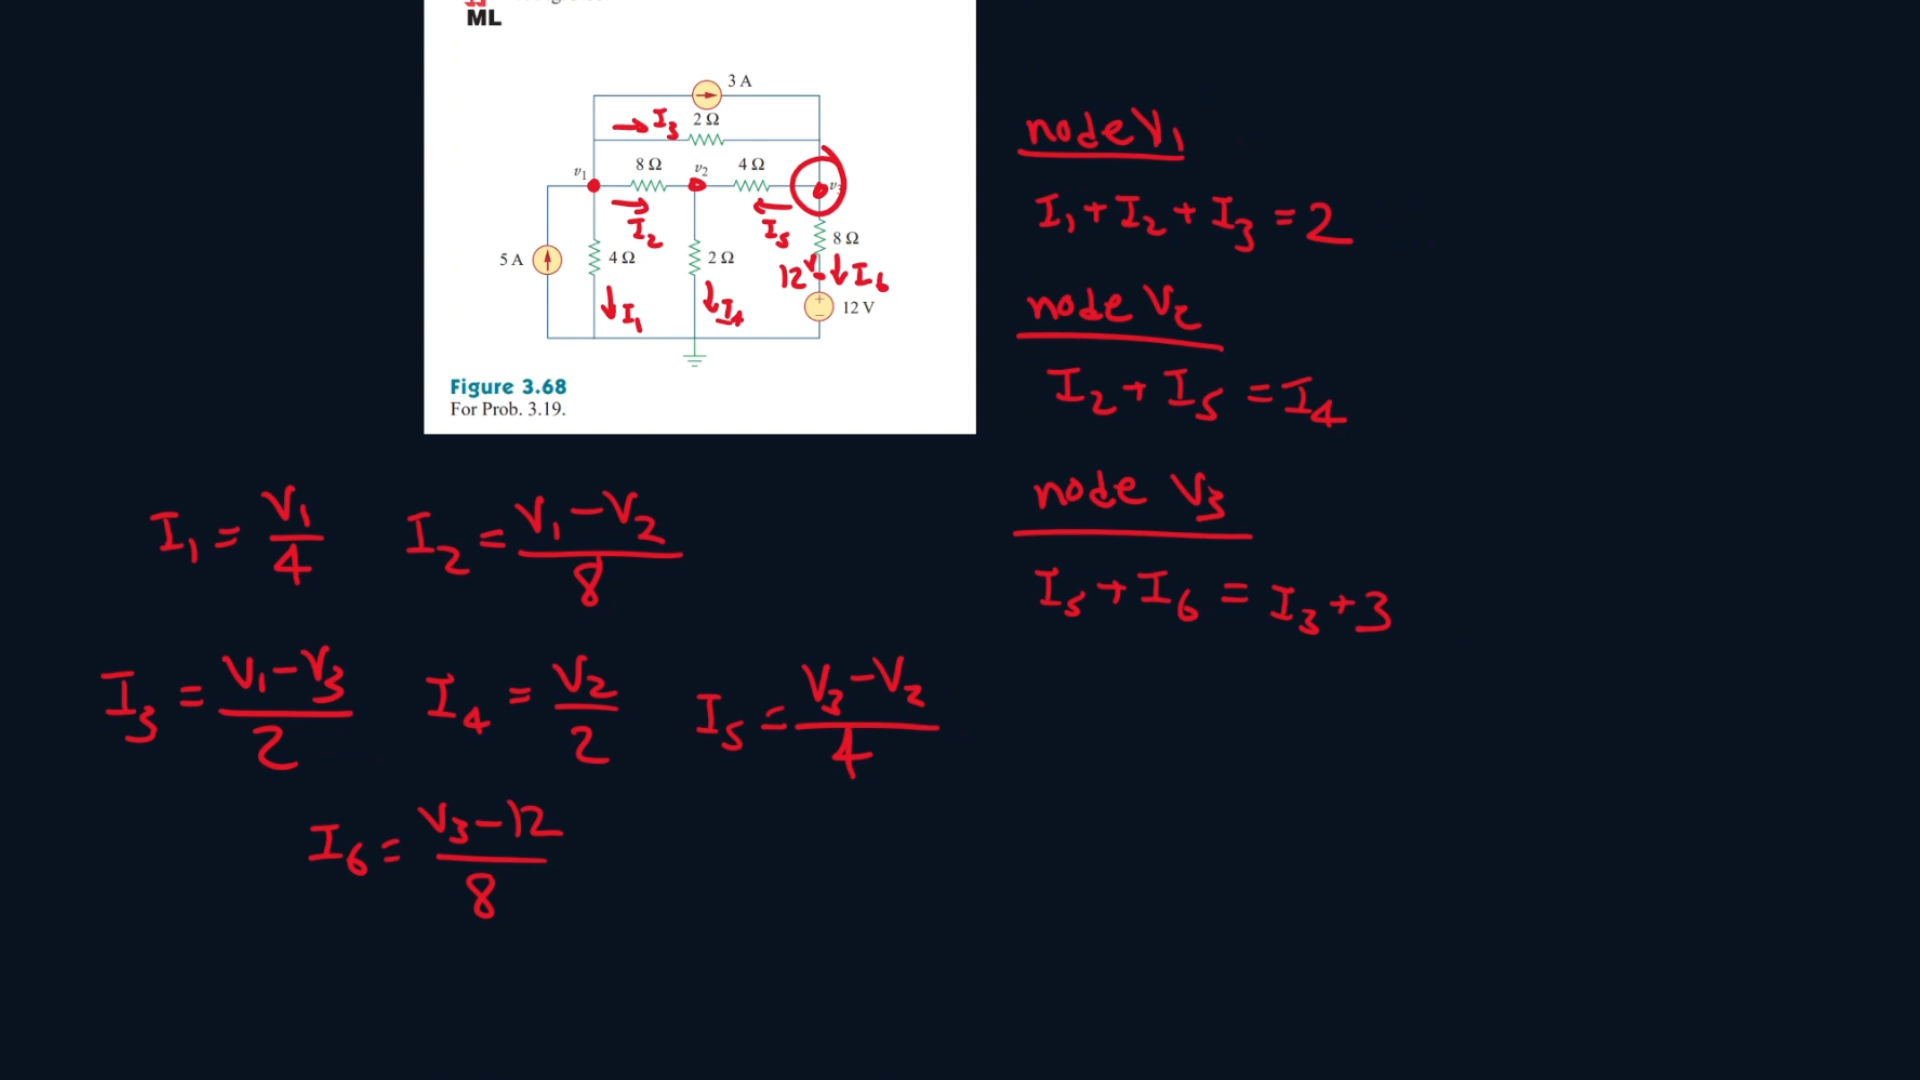 ML
3 A
I3
2 Ω
8 Ω
4 Ω
v1
v2
I2
I5
8 Ω
5 A
4 Ω
2 Ω
12V
I6
I1
I4
+
−
12 V
Figure 3.68
For Prob. 3.19.
node V1
I1 + I2 + I3 = 2
node V2
I2 + I5 = I4
node V3
I5 + I6 = I3 + 3
I1 = V1/4
I2 = V1 − V2/8
I3 = V1 − V3/2
I4 = V2/2
I5 = V3 − V2/4
I6 = V3 − 12/8